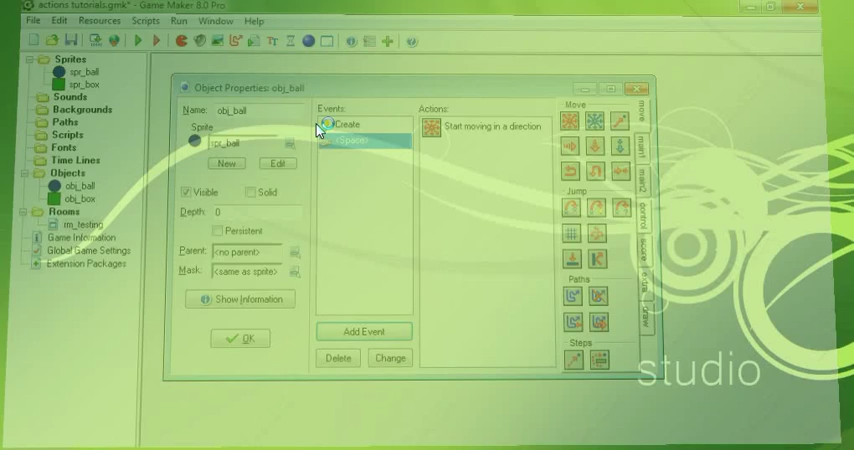 actions tutorials.gmk* - Game Maker 8.0 Pro
File Edit Resources Scripts Run Window Help
Sprites
spr_ball
spr_box
Sounds
Backgrounds
Paths
Scripts
Fonts
Time Lines
Objects
obj_ball
obj_box
Rooms
rm_testing
Game Information
Global Game Settings
Extension Packages
Object Properties: obj_ball
Name: obj_ball
Sprite
spr_ball
New Edit
Visible Solid
Depth: 0
Persistent
Parent: <no parent>
Mask: <same as sprite>
Show Information
OK
Events:
Create
<Space>
Add Event
Delete Change
Actions:
Start moving in a direction
Move
Jump
Paths
Steps
move
main1
main2
control
score
extra
draw
studio